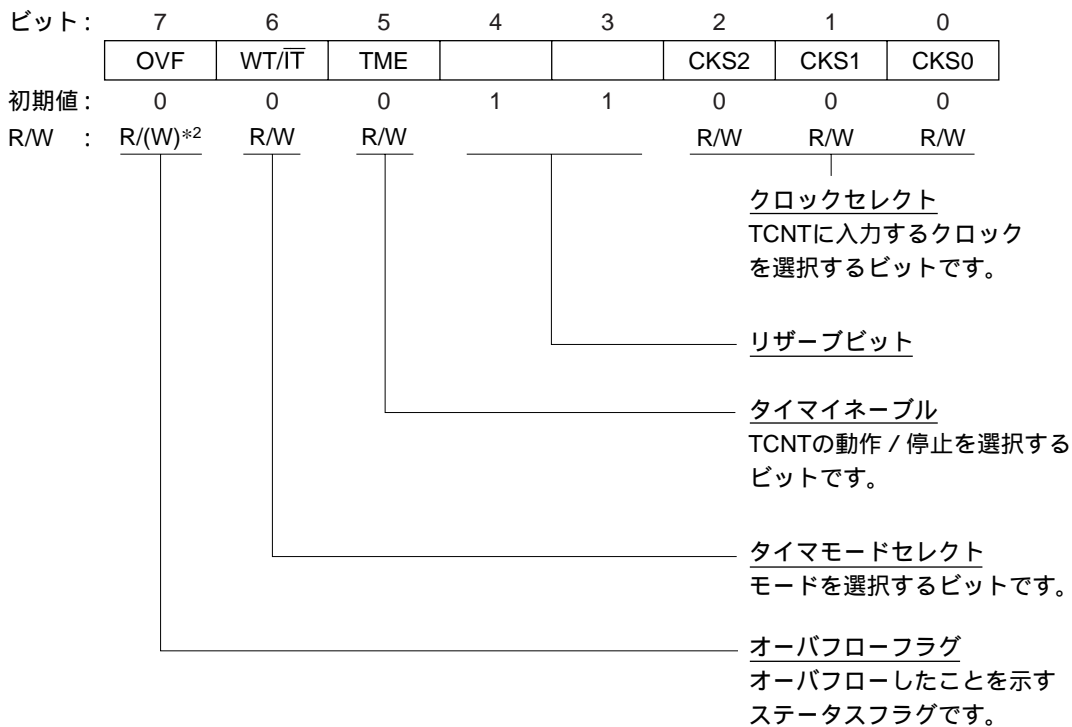 ビット： 7 6 5 4 3 2 1 0
OVF WT/I̅T̅ TME CKS2 CKS1 CKS0
初期値： 0 0 0 1 1 0 0 0
R/W ： R/(W)*2 R/W R/W R/W R/W R/W
クロックセレクト
TCNTに入力するクロック
を選択するビットです。
リザーブビット
タイマイネーブル
TCNTの動作／停止を選択する
ビットです。
タイマモードセレクト
モードを選択するビットです。
オーバフローフラグ
オーバフローしたことを示す
ステータスフラグです。